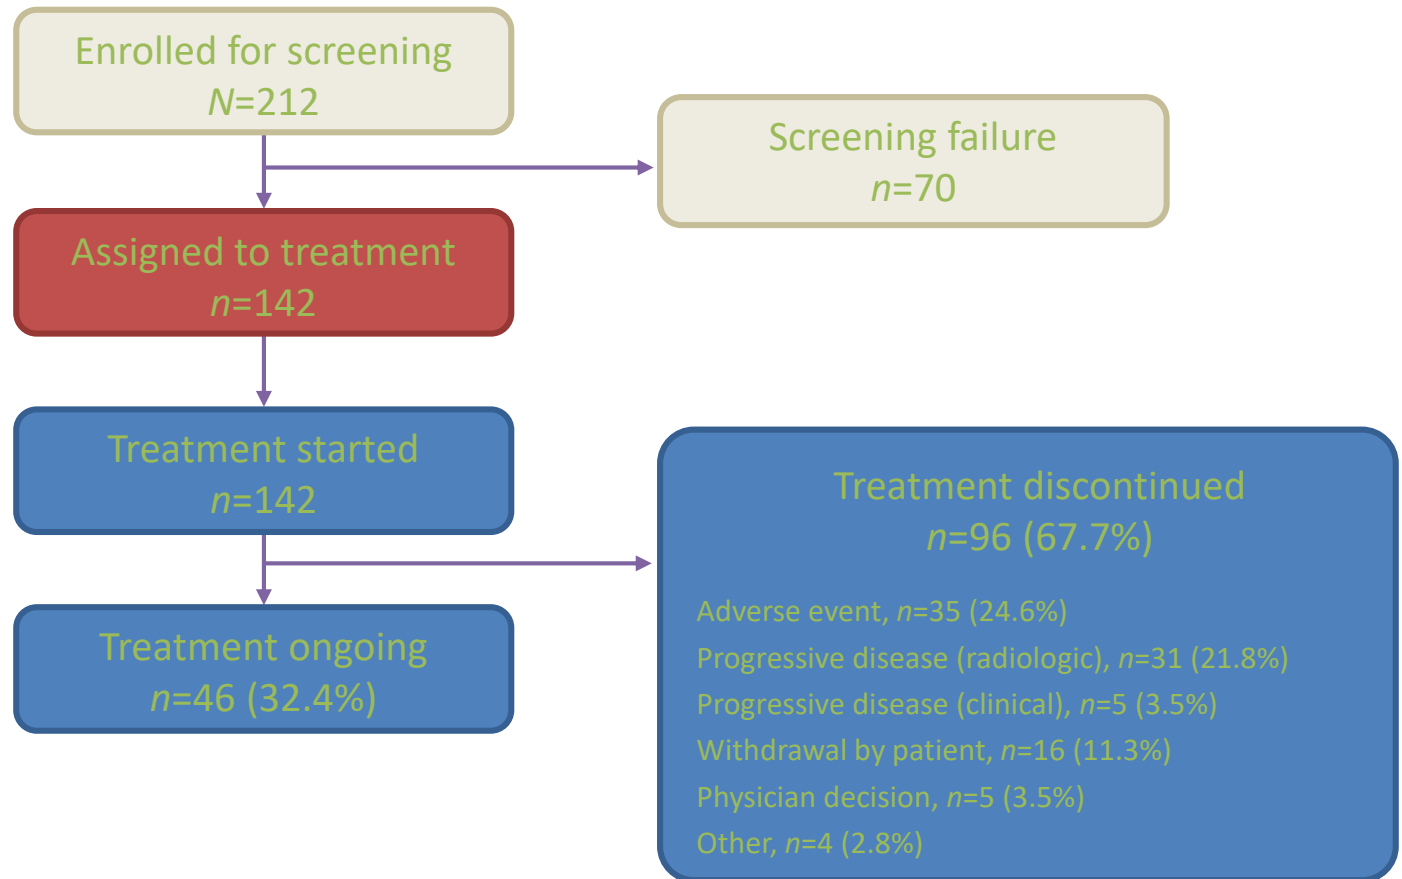 Enrolled for screening
N=212
Screening failure
n=70
Assigned to treatment
n=142
Treatment started
n=142
Treatment discontinued
n=96 (67.7%)
Adverse event, n=35 (24.6%)
Progressive disease (radiologic), n=31 (21.8%)
Progressive disease (clinical), n=5 (3.5%)
Withdrawal by patient, n=16 (11.3%)
Physician decision, n=5 (3.5%)
Other, n=4 (2.8%)
Treatment ongoing
n=46 (32.4%)